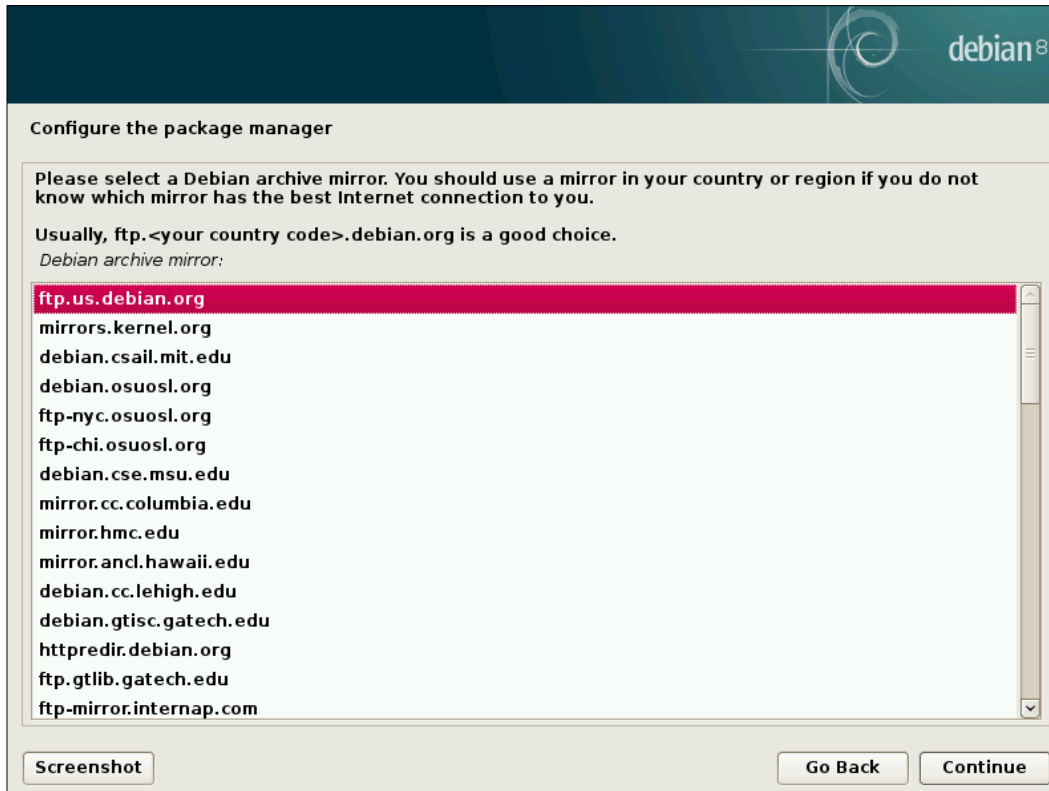 debian 8
Configure the package manager
Please select a Debian archive mirror. You should use a mirror in your country or region if you do not
know which mirror has the best Internet connection to you.
Usually, ftp.<your country code>.debian.org is a good choice.
Debian archive mirror:
ftp.us.debian.org
mirrors.kernel.org
debian.csail.mit.edu
debian.osuosl.org
ftp-nyc.osuosl.org
ftp-chi.osuosl.org
debian.cse.msu.edu
mirror.cc.columbia.edu
mirror.hmc.edu
mirror.ancl.hawaii.edu
debian.cc.lehigh.edu
debian.gtisc.gatech.edu
httpredir.debian.org
ftp.gtlib.gatech.edu
ftp-mirror.internap.com
Screenshot
Go Back
Continue